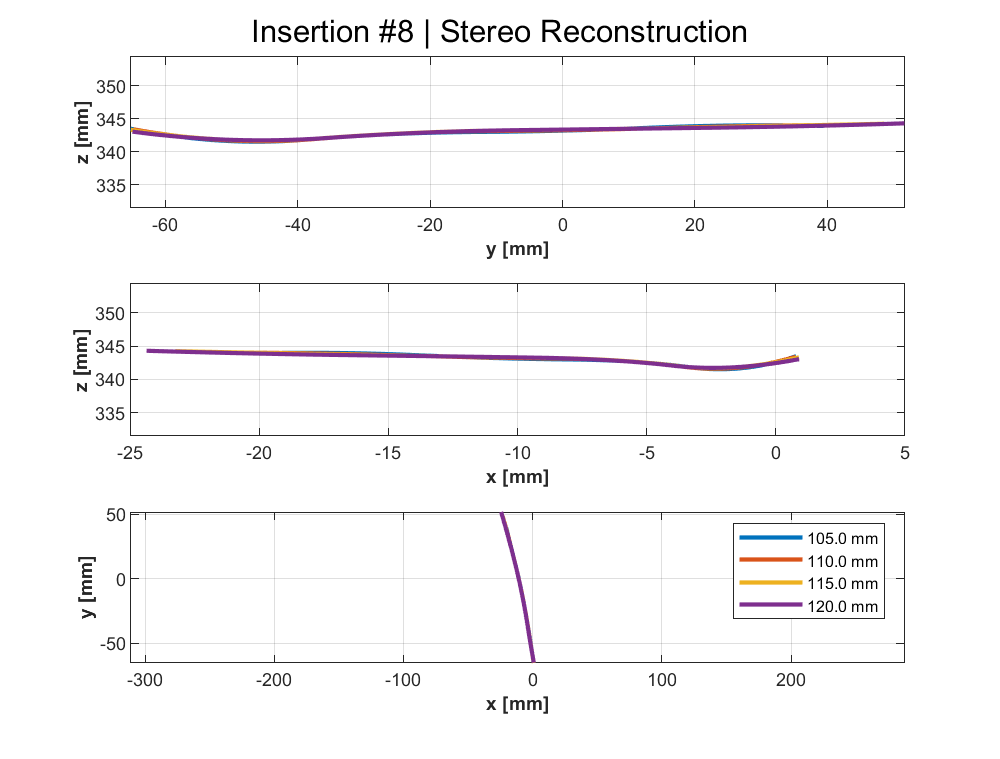 Insertion #8 | Stereo Reconstruction
350
345
340
335
z [mm]
-60 -40 -20 0 20 40
y [mm]
350
345
340
335
z [mm]
-25 -20 -15 -10 -5 0 5
x [mm]
50
0
-50
y [mm]
105.0 mm
110.0 mm
115.0 mm
120.0 mm
-300 -200 -100 0 100 200
x [mm]